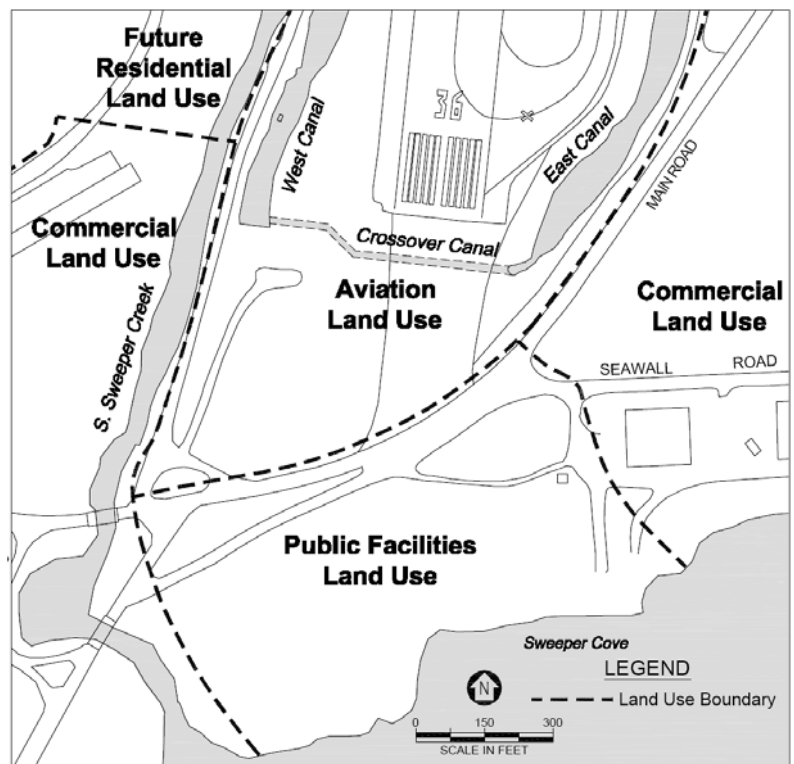 Future
Residential
Land Use
36
West Canal
East Canal
MAIN ROAD
Commercial
Land Use
Crossover Canal
Aviation
Land Use
Commercial
Land Use
S. Sweeper Creek
SEAWALL ROAD
Public Facilities
Land Use
Sweeper Cove
LEGEND
N
Land Use Boundary
0 150 300
SCALE IN FEET